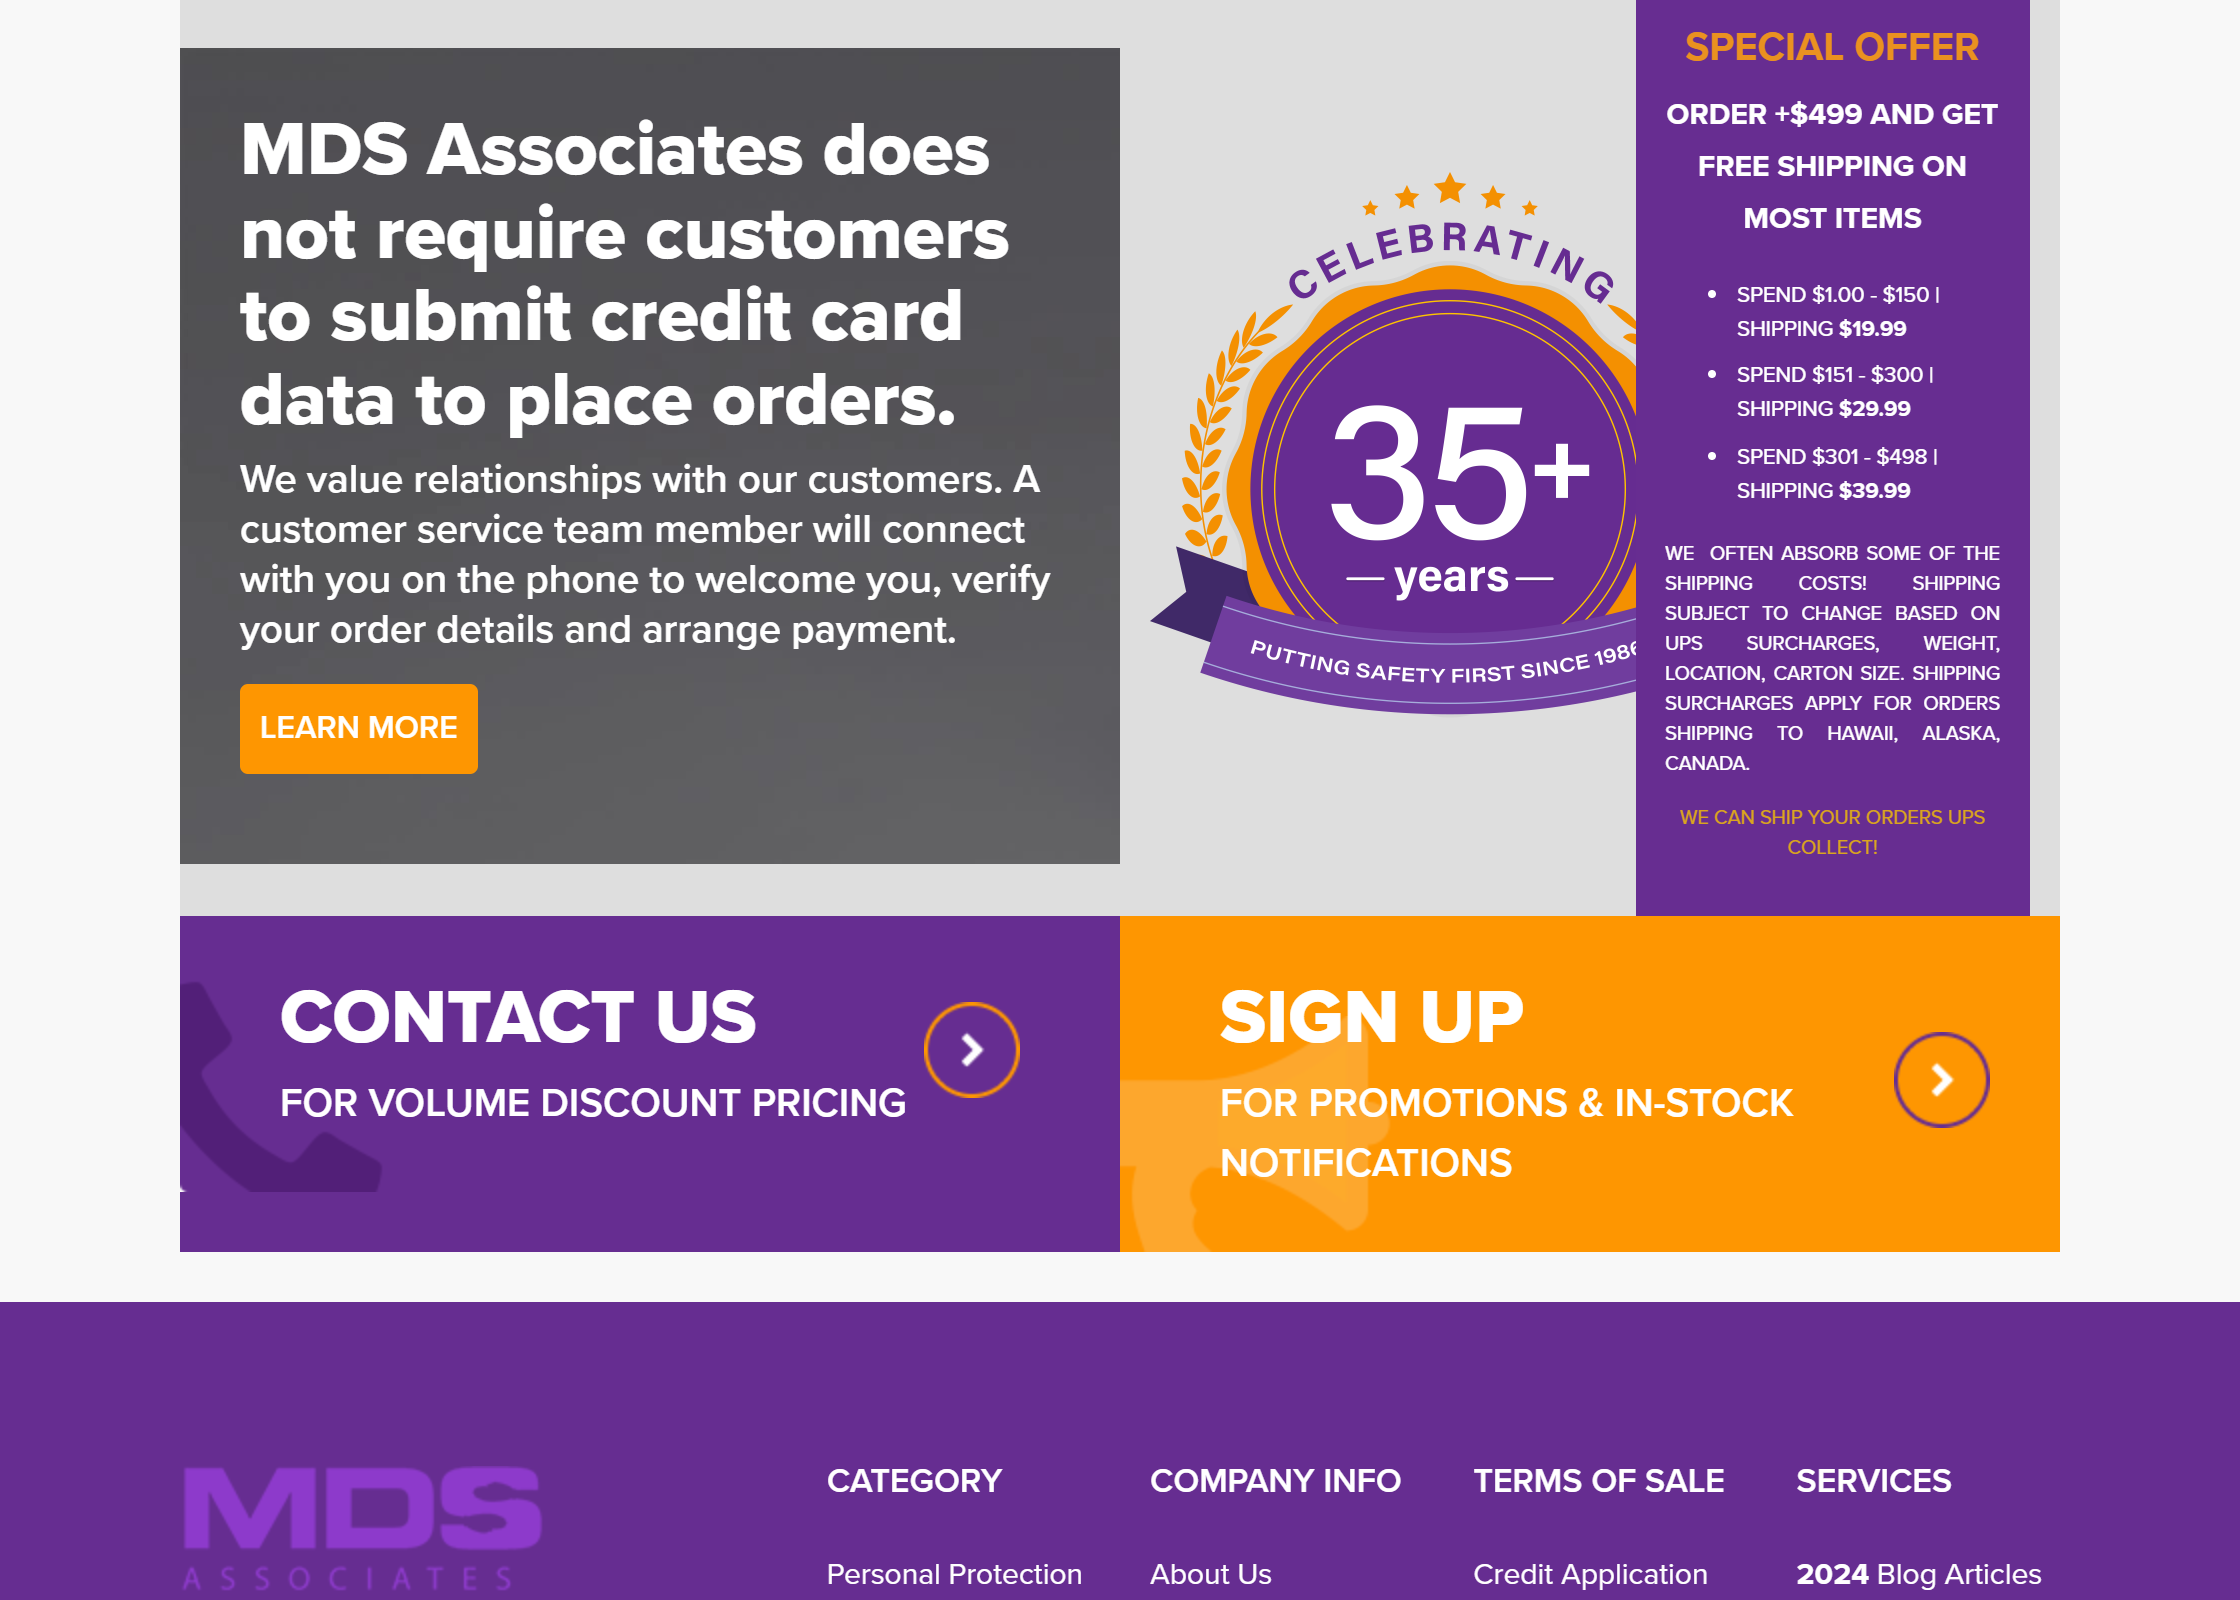 MDS Associates does
not require customers
to submit credit card
data to place orders.
We value relationships with our customers. A
customer service team member will connect
with you on the phone to welcome you, verify
your order details and arrange payment.
LEARN MORE
CELEBRATING
35+
years
PUTTING SAFETY FIRST SINCE 1986
SPECIAL OFFER
ORDER +$499 AND GET
FREE SHIPPING ON
MOST ITEMS
SPEND $1.00 - $150 |
SHIPPING $19.99
SPEND $151 - $300 |
SHIPPING $29.99
SPEND $301 - $498 |
SHIPPING $39.99
WE OFTEN ABSORB SOME OF THE
SHIPPING COSTS! SHIPPING
SUBJECT TO CHANGE BASED ON
UPS SURCHARGES, WEIGHT,
LOCATION, CARTON SIZE. SHIPPING
SURCHARGES APPLY FOR ORDERS
SHIPPING TO HAWAII, ALASKA,
CANADA.
WE CAN SHIP YOUR ORDERS UPS
COLLECT!
CONTACT US
FOR VOLUME DISCOUNT PRICING
SIGN UP
FOR PROMOTIONS & IN-STOCK
NOTIFICATIONS
MDS
ASSOCIATES
CATEGORY
Personal Protection
COMPANY INFO
About Us
TERMS OF SALE
Credit Application
SERVICES
2024 Blog Articles